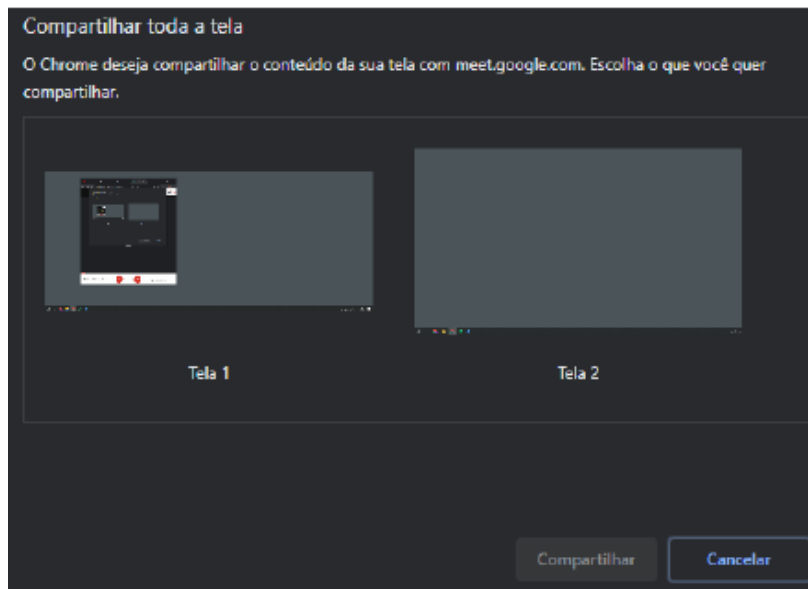 Compartilhar toda a tela
O Chrome deseja compartilhar o conteúdo da sua tela com meet.google.com. Escolha o que você quer
compartilhar.
Tela 1
Tela 2
Compartilhar
Cancelar